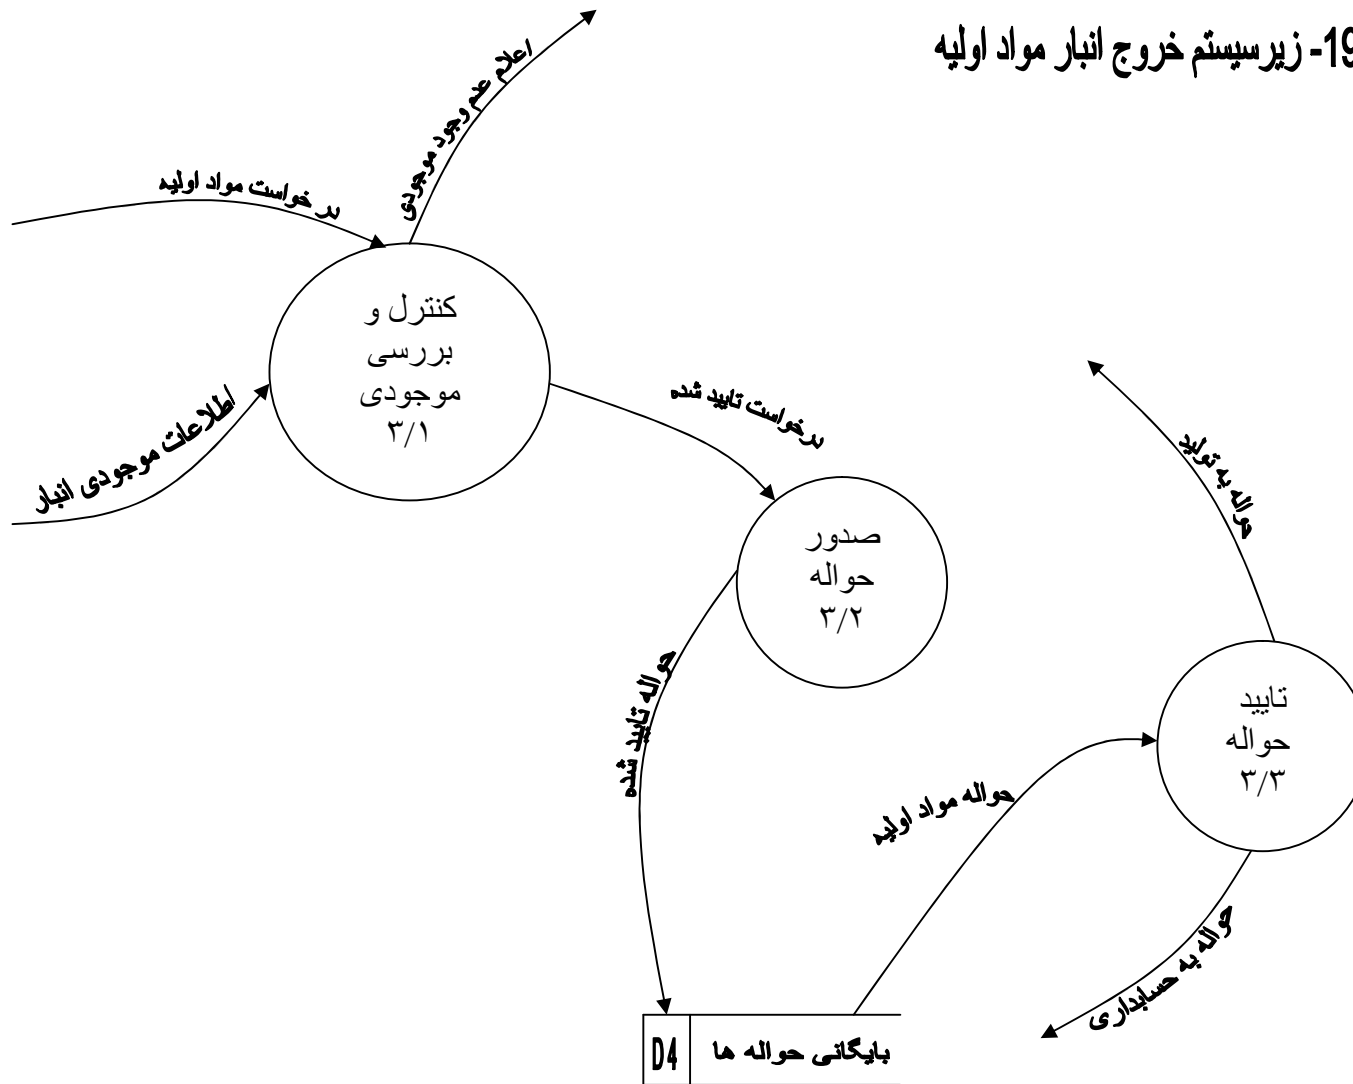 19- زیرسیستم خروج انبار مواد اولیه
اعلام عدم وجود موجودی
در خواست مواد اولیه
کنترل و
بررسی
موجودی
۳/۱
اطلاعات موجودی انبار
درخواست تایید شده
صدور
حواله
۳/۲
حواله به تولید
حواله تایید شده
تایید
حواله
۳/۳
حواله مواد اولیه
حواله به حسابداری
D4
بایگانی حواله ها